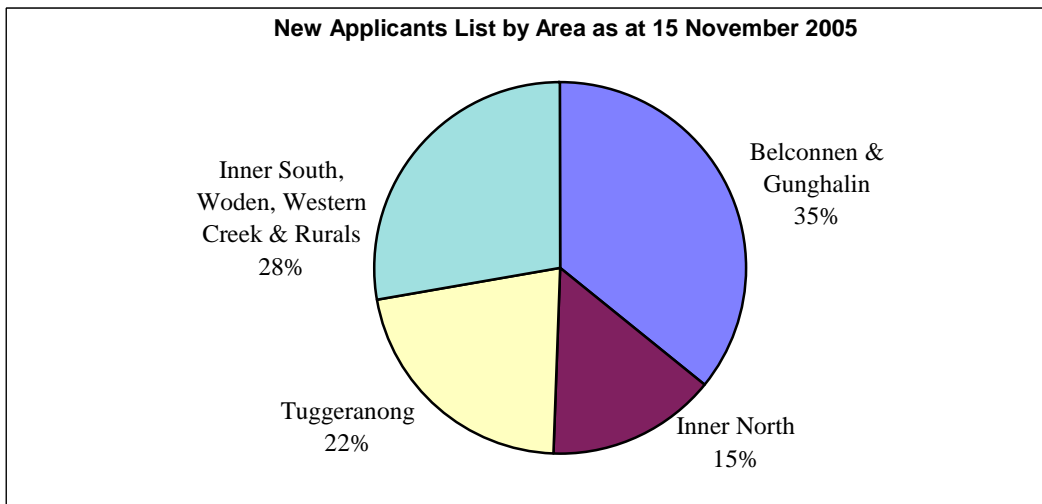 New Applicants List by Area as at 15 November 2005
Belconnen &
Gunghalin
35%
Inner South,
Woden, Western
Creek & Rurals
28%
Tuggeranong
22%
Inner North
15%